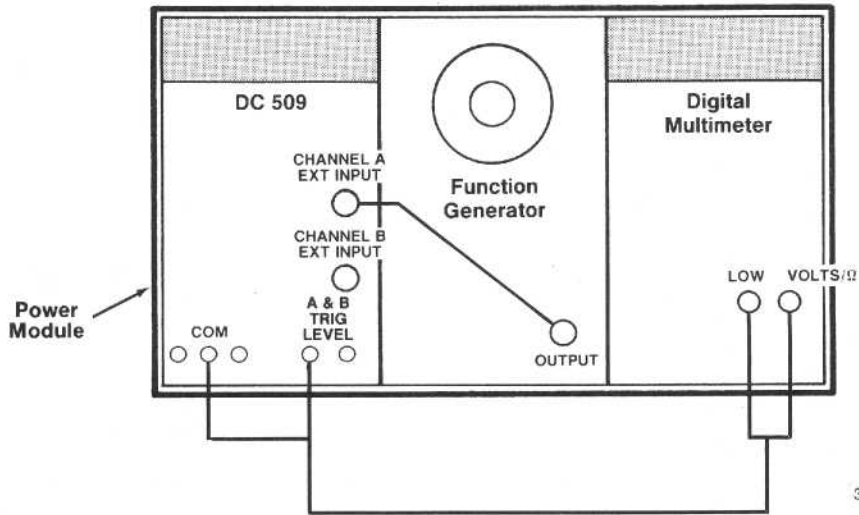 DC 509
Digital
Multimeter
CHANNEL A
EXT INPUT
Function
Generator
CHANNEL B
EXT INPUT
LOW
VOLTS/Ω
Power
Module
A & B
TRIG
LEVEL
COM
OUTPUT
3